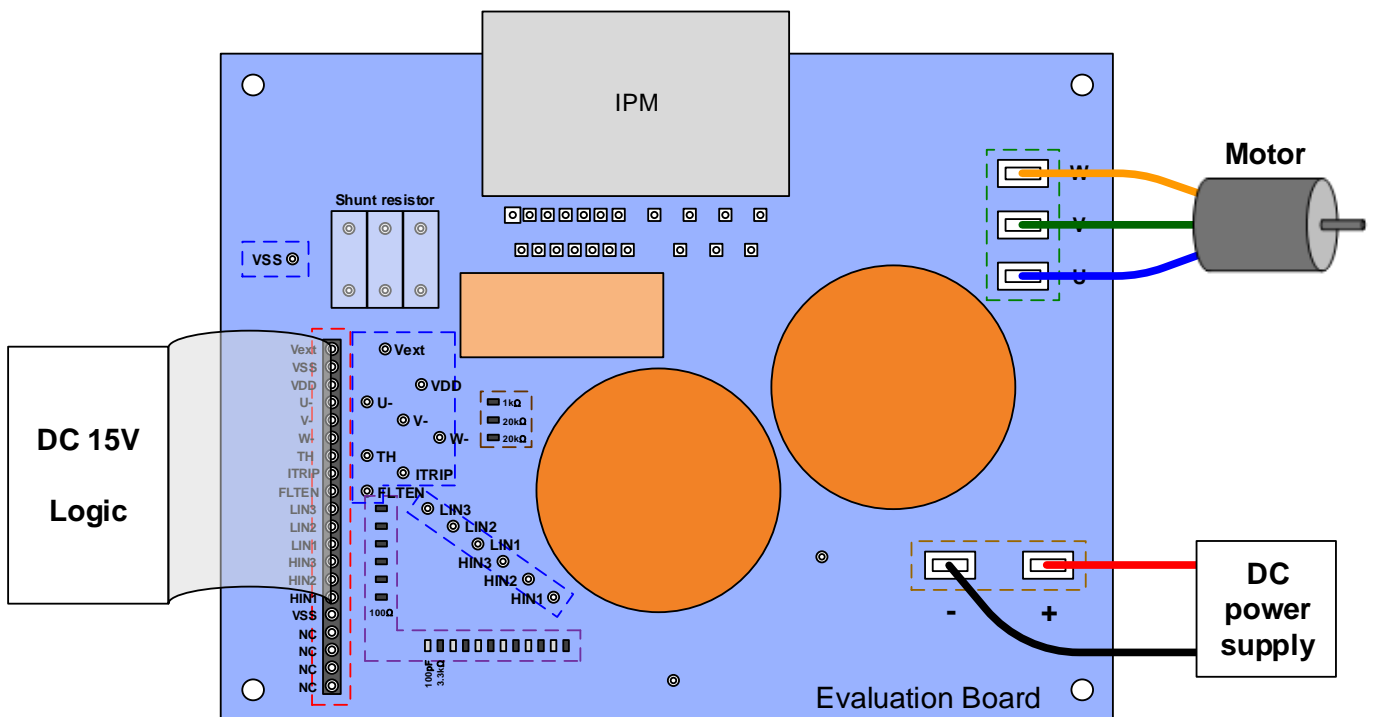 IPM
Motor
W
V
U
Shunt resistor
VSS
DC 15V
Logic
Vext
VSS
VDD
U-
V-
W-
TH
ITRIP
FLTEN
LIN3
LIN2
LIN1
HIN3
HIN2
HIN1
VSS
NC
NC
NC
NC
Vext
VDD
U-
V-
W-
TH
ITRIP
FLTEN
LIN3
LIN2
LIN1
HIN3
HIN2
HIN1
1kΩ
20kΩ
20kΩ
100Ω
100pF
3.3kΩ
- +
DC
power
supply
Evaluation Board